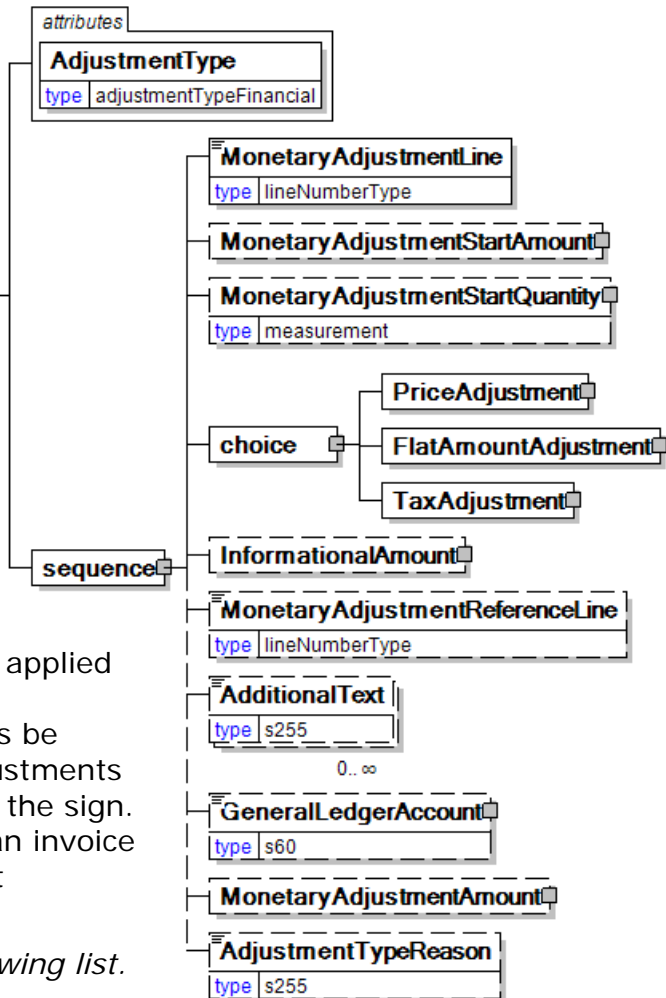 attributes
AdjustmentType
type adjustmentTypeFinancial
MonetaryAdjustmentLine
type lineNumberType
MonetaryAdjustmentStartAmount
MonetaryAdjustmentStartQuantity
type measurement
choice
PriceAdjustment
FlatAmountAdjustment
TaxAdjustment
sequence
InformationalAmount
MonetaryAdjustmentReferenceLine
type lineNumberType
AdditionalText
type s255
0.. ∞
GeneralLedgerAccount
type s60
MonetaryAdjustmentAmount
AdjustmentTypeReason
type s255
applied
s be
ustments
the sign.
an invoice
t
wing list.